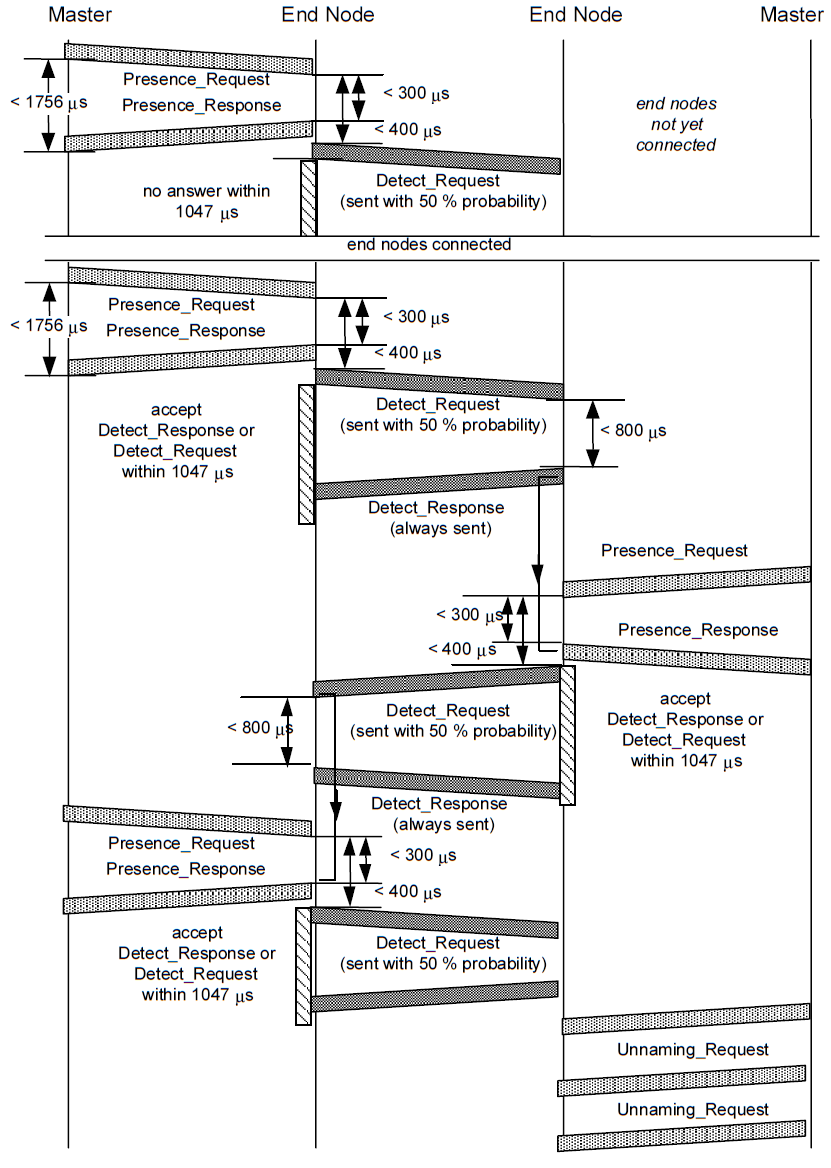 Master
End Node
End Node
Master
Presence_Request
< 1756 μs
Presence_Response
< 300 μs
< 400 μs
end nodes
not yet
connected
no answer within
1047 μs
Detect_Request
(sent with 50 % probability)
end nodes connected
Presence_Request
< 1756 μs
Presence_Response
< 300 μs
< 400 μs
accept
Detect_Response or
Detect_Request
within 1047 μs
Detect_Request
(sent with 50 % probability)
< 800 μs
Detect_Response
(always sent)
Presence_Request
< 300 μs
Presence_Response
< 400 μs
Detect_Request
(sent with 50 % probability)
< 800 μs
accept
Detect_Response or
Detect_Request
within 1047 μs
Detect_Response
(always sent)
Presence_Request
Presence_Response
< 300 μs
< 400 μs
accept
Detect_Response or
Detect_Request
within 1047 μs
Detect_Request
(sent with 50 % probability)
Unnaming_Request
Unnaming_Request